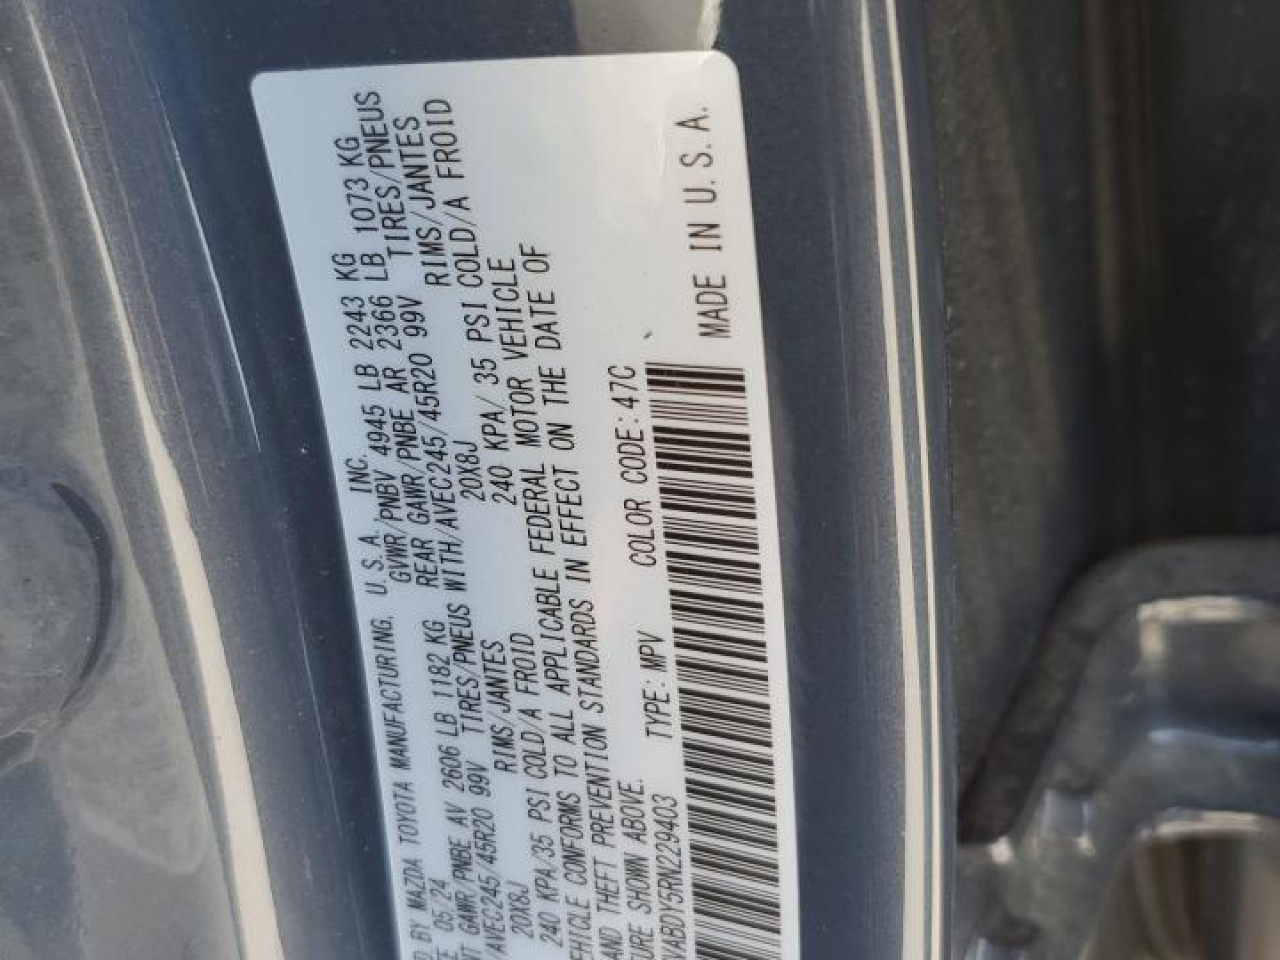 D. BY MAZDA TOYOTA MANUFACTURING, U.S.A. INC.
TE 05/24 GVWR/PNBV 4945 LB 2243 KG
NT GAWR/PNBE AV 2606 LB 1182 KG REAR GAWR/PNBE AR 2366 LB 1073 KG
/AVEC245/45R20 99V TIRES/PNEUS WITH/AVEC245/45R20 99V TIRES/PNEUS
20X8J RIMS/JANTES 20X8J RIMS/JANTES
240 KPA/35 PSI COLD/A FROID 240 KPA/35 PSI COLD/A FROID
EHICLE CONFORMS TO ALL APPLICABLE FEDERAL MOTOR VEHICLE
AND THEFT PREVENTION STANDARDS IN EFFECT ON THE DATE OF
URE SHOWN ABOVE.
VABDY5RN229403 TYPE: MPV COLOR CODE: 47C
MADE IN U.S.A.